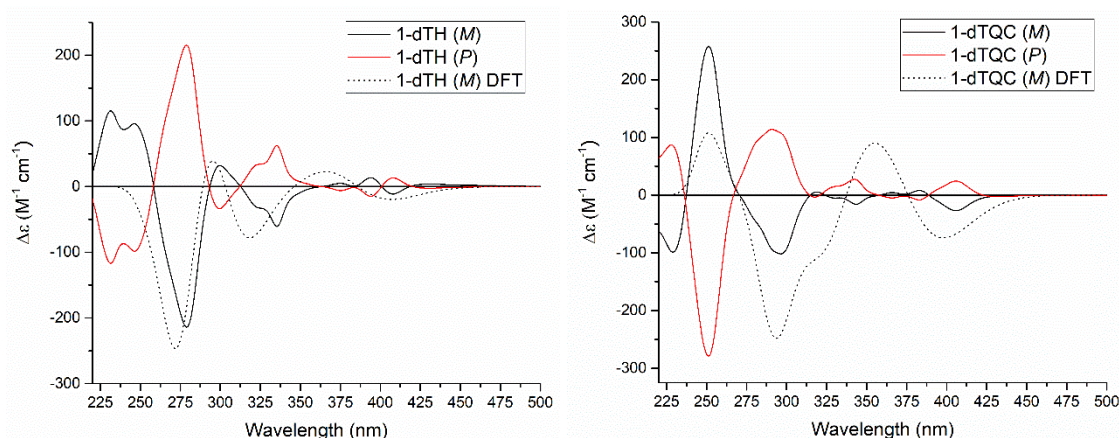 1-dTH (M)
1-dTH (P)
1-dTH (M) DFT
200
100
0
-100
-200
-300
Δε (M⁻¹ cm⁻¹)
225 250 275 300 325 350 375 400 425 450 475 500
Wavelength (nm)
1-dTQC (M)
1-dTQC (P)
1-dTQC (M) DFT
300
200
100
0
-100
-200
-300
Δε (M⁻¹ cm⁻¹)
225 250 275 300 325 350 375 400 425 450 475 500
Wavelength (nm)